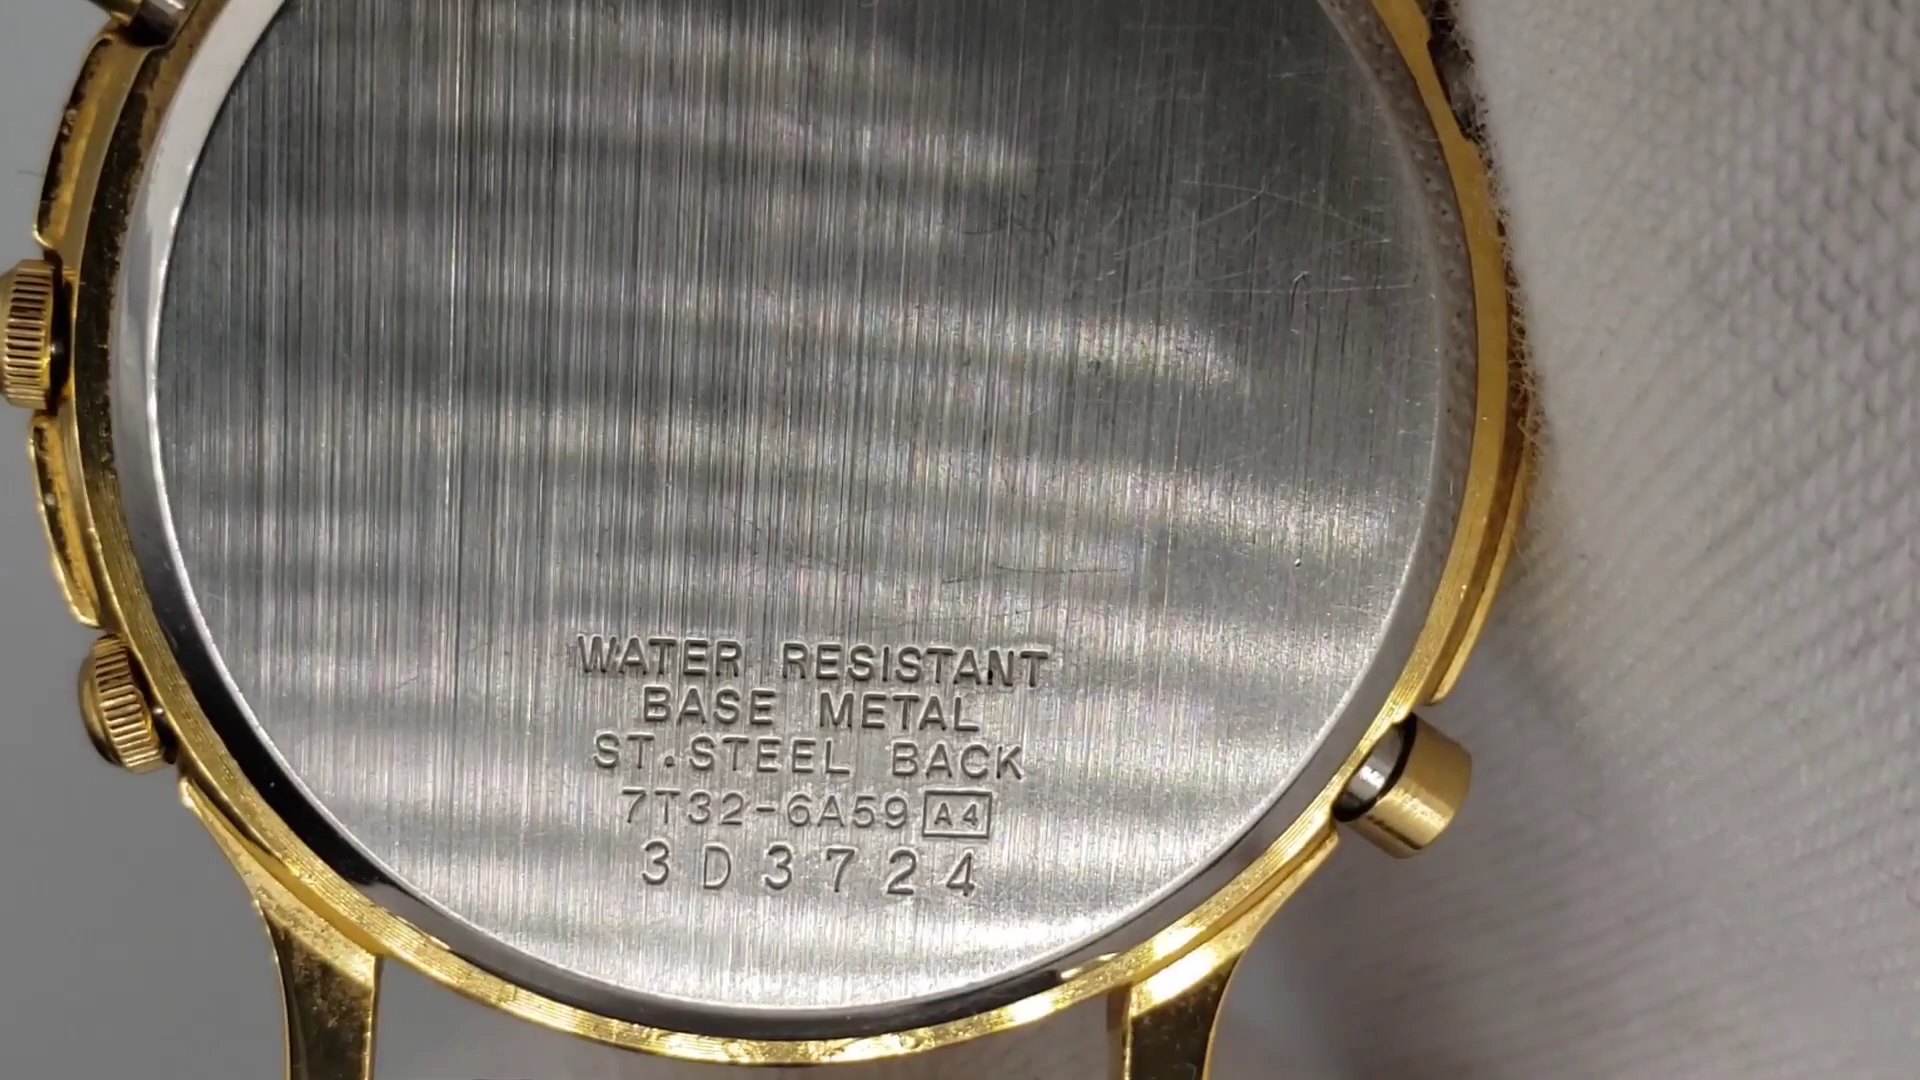 WATER RESISTANT
BASE METAL
ST.STEEL BACK
7T32-6A59 A4
3D3724